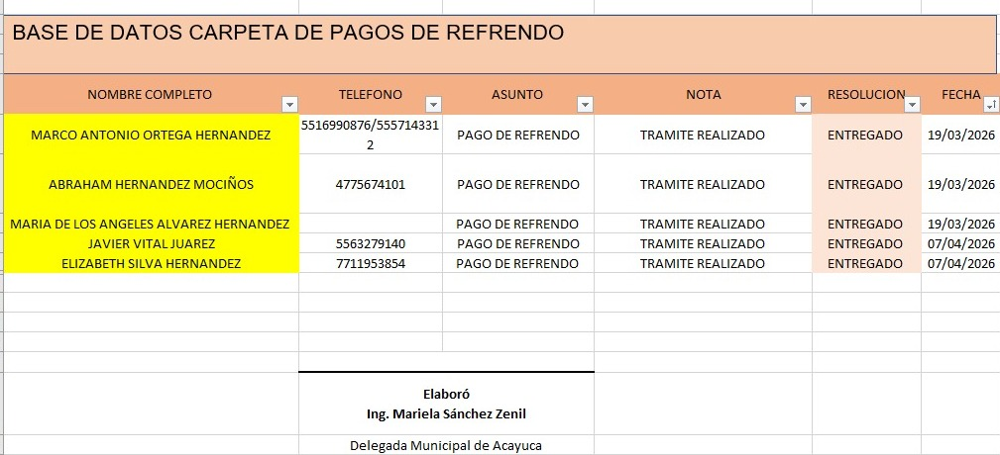 BASE DE DATOS CARPETA DE PAGOS DE REFRENDO
NOMBRE COMPLETO TELEFONO ASUNTO NOTA RESOLUCION FECHA
MARCO ANTONIO ORTEGA HERNANDEZ 5516990876/555714331
2 PAGO DE REFRENDO TRAMITE REALIZADO ENTREGADO 19/03/2026
ABRAHAM HERNANDEZ MOCIÑOS 4775674101 PAGO DE REFRENDO TRAMITE REALIZADO ENTREGADO 19/03/2026
MARIA DE LOS ANGELES ALVAREZ HERNANDEZ PAGO DE REFRENDO TRAMITE REALIZADO ENTREGADO 19/03/2026
JAVIER VITAL JUAREZ 5563279140 PAGO DE REFRENDO TRAMITE REALIZADO ENTREGADO 07/04/2026
ELIZABETH SILVA HERNANDEZ 7711953854 PAGO DE REFRENDO TRAMITE REALIZADO ENTREGADO 07/04/2026
Elaboró
Ing. Mariela Sánchez Zenil
Delegada Municipal de Acayuca